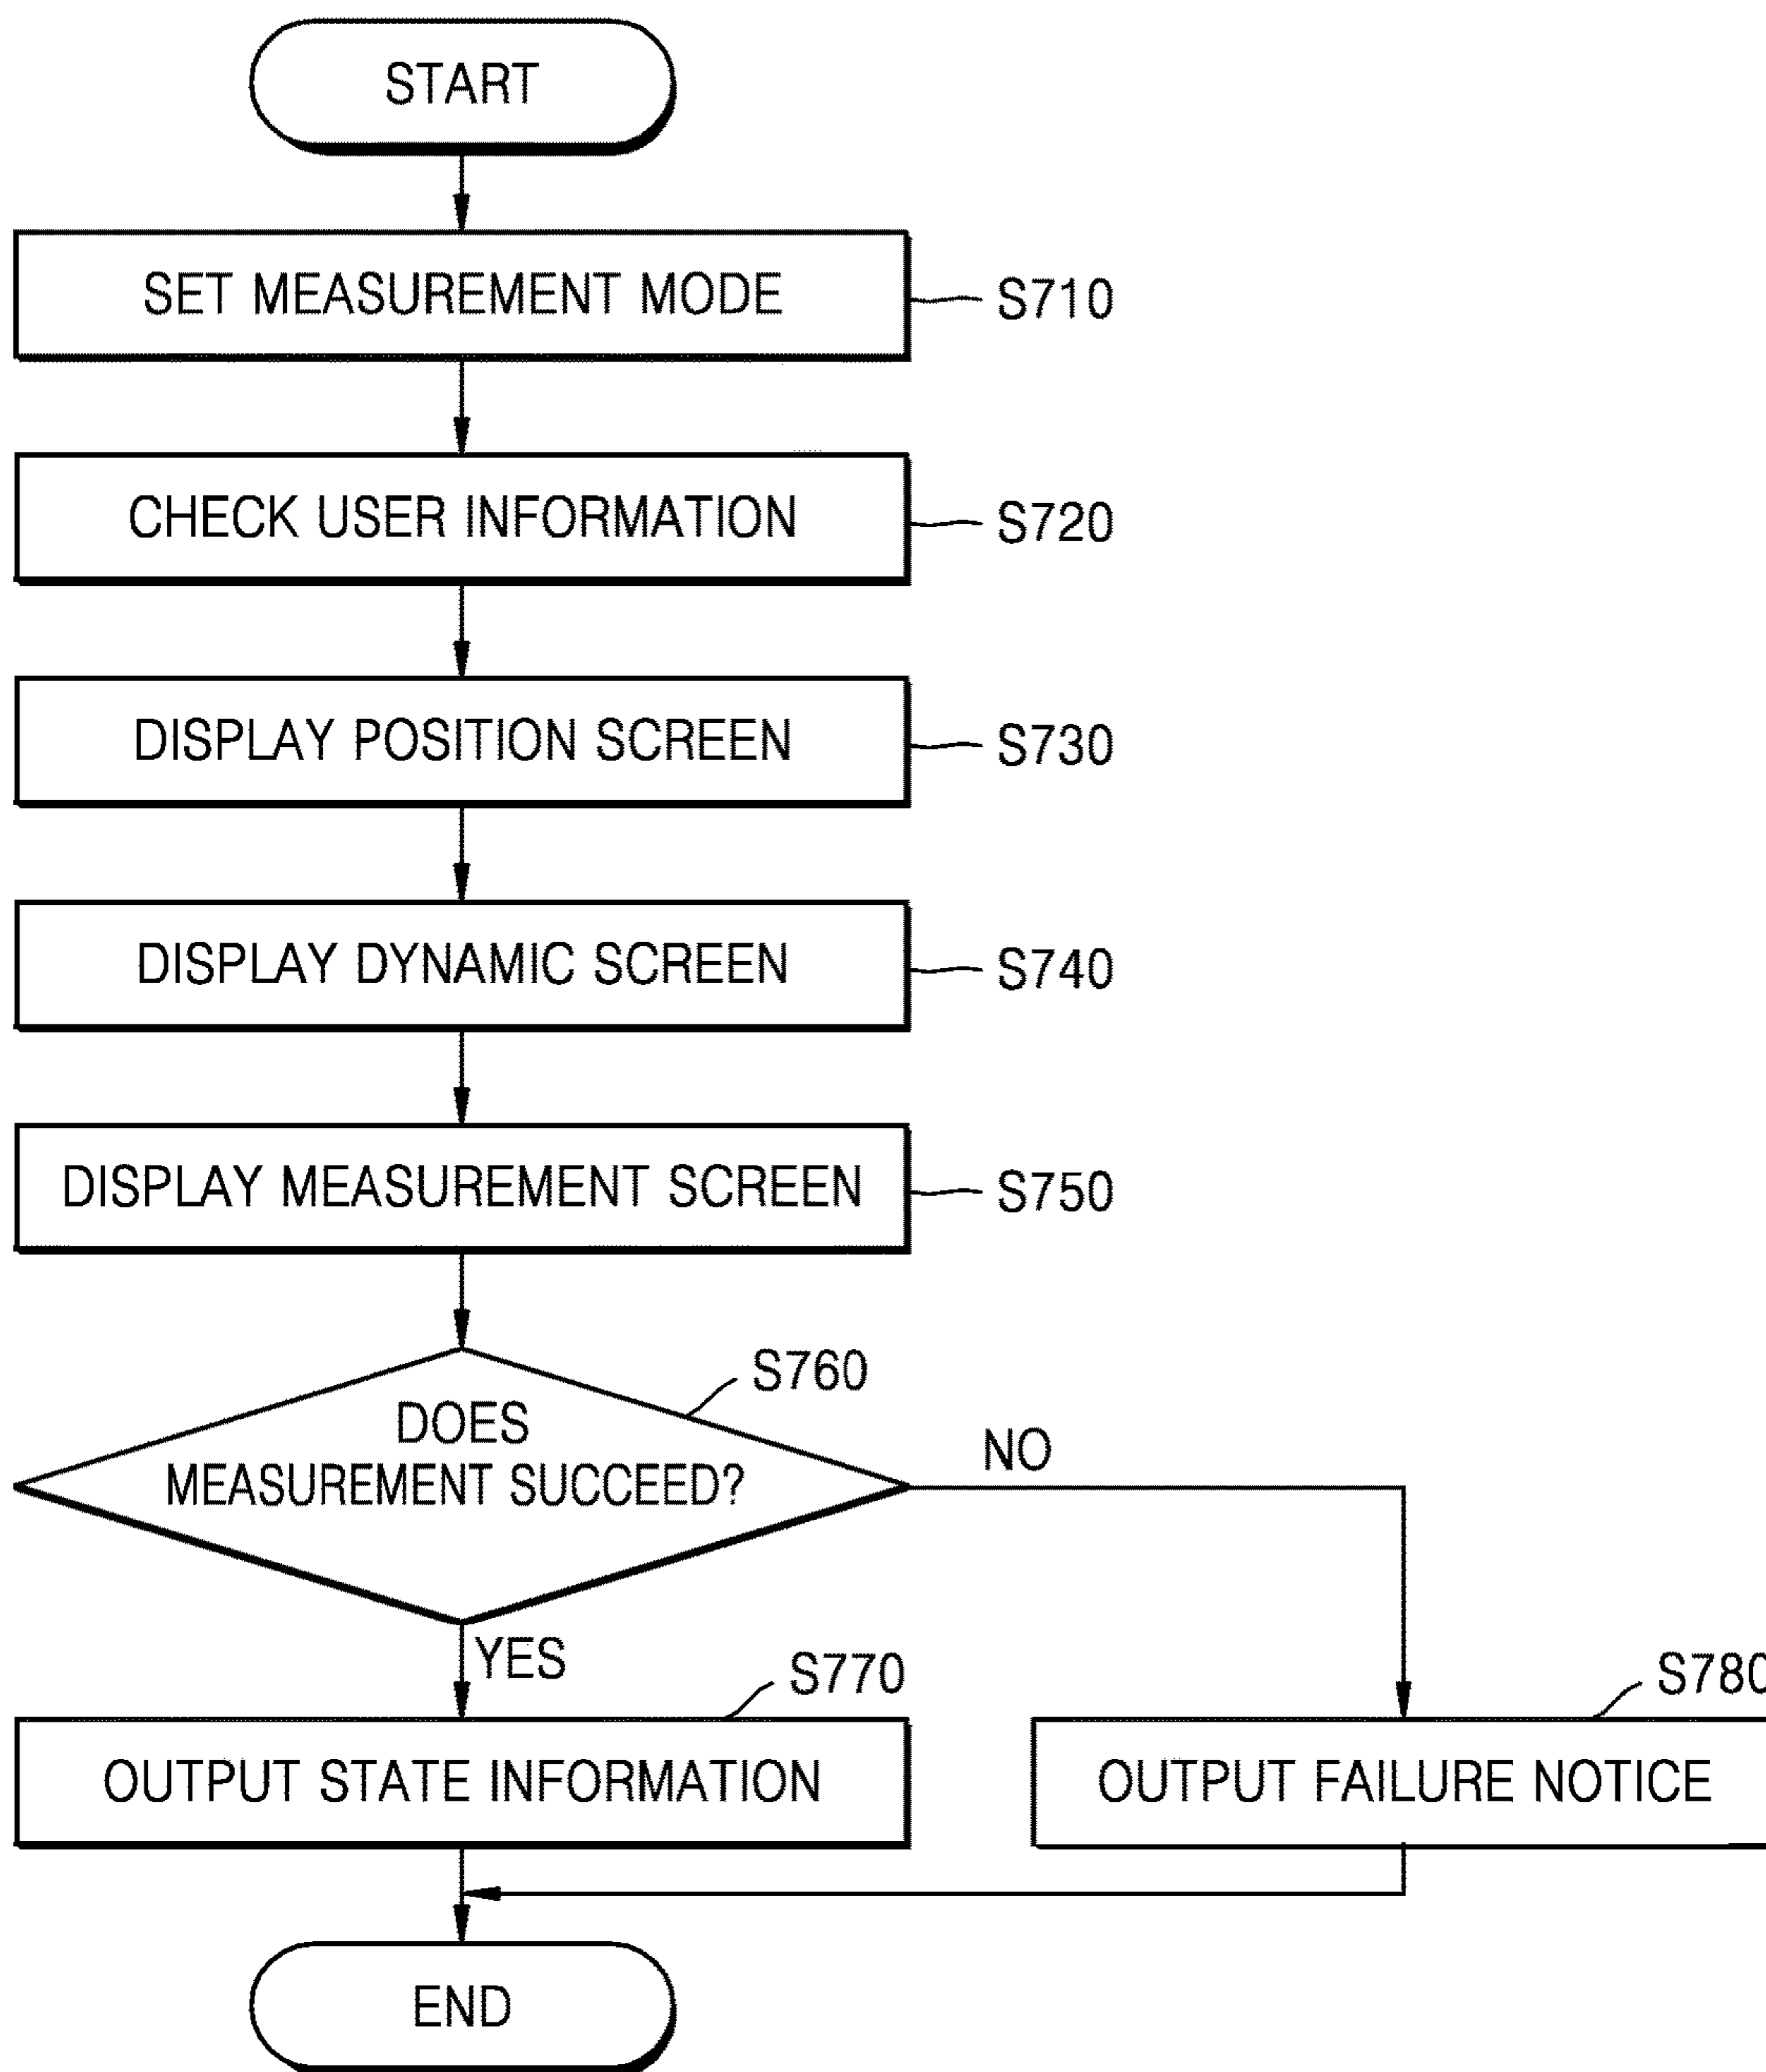 START
SET MEASUREMENT MODE
S710
CHECK USER INFORMATION
S720
DISPLAY POSITION SCREEN
S730
DISPLAY DYNAMIC SCREEN
S740
DISPLAY MEASUREMENT SCREEN
S750
S760
DOES
MEASUREMENT SUCCEED?
NO
YES
S770
S780
OUTPUT STATE INFORMATION
OUTPUT FAILURE NOTICE
END